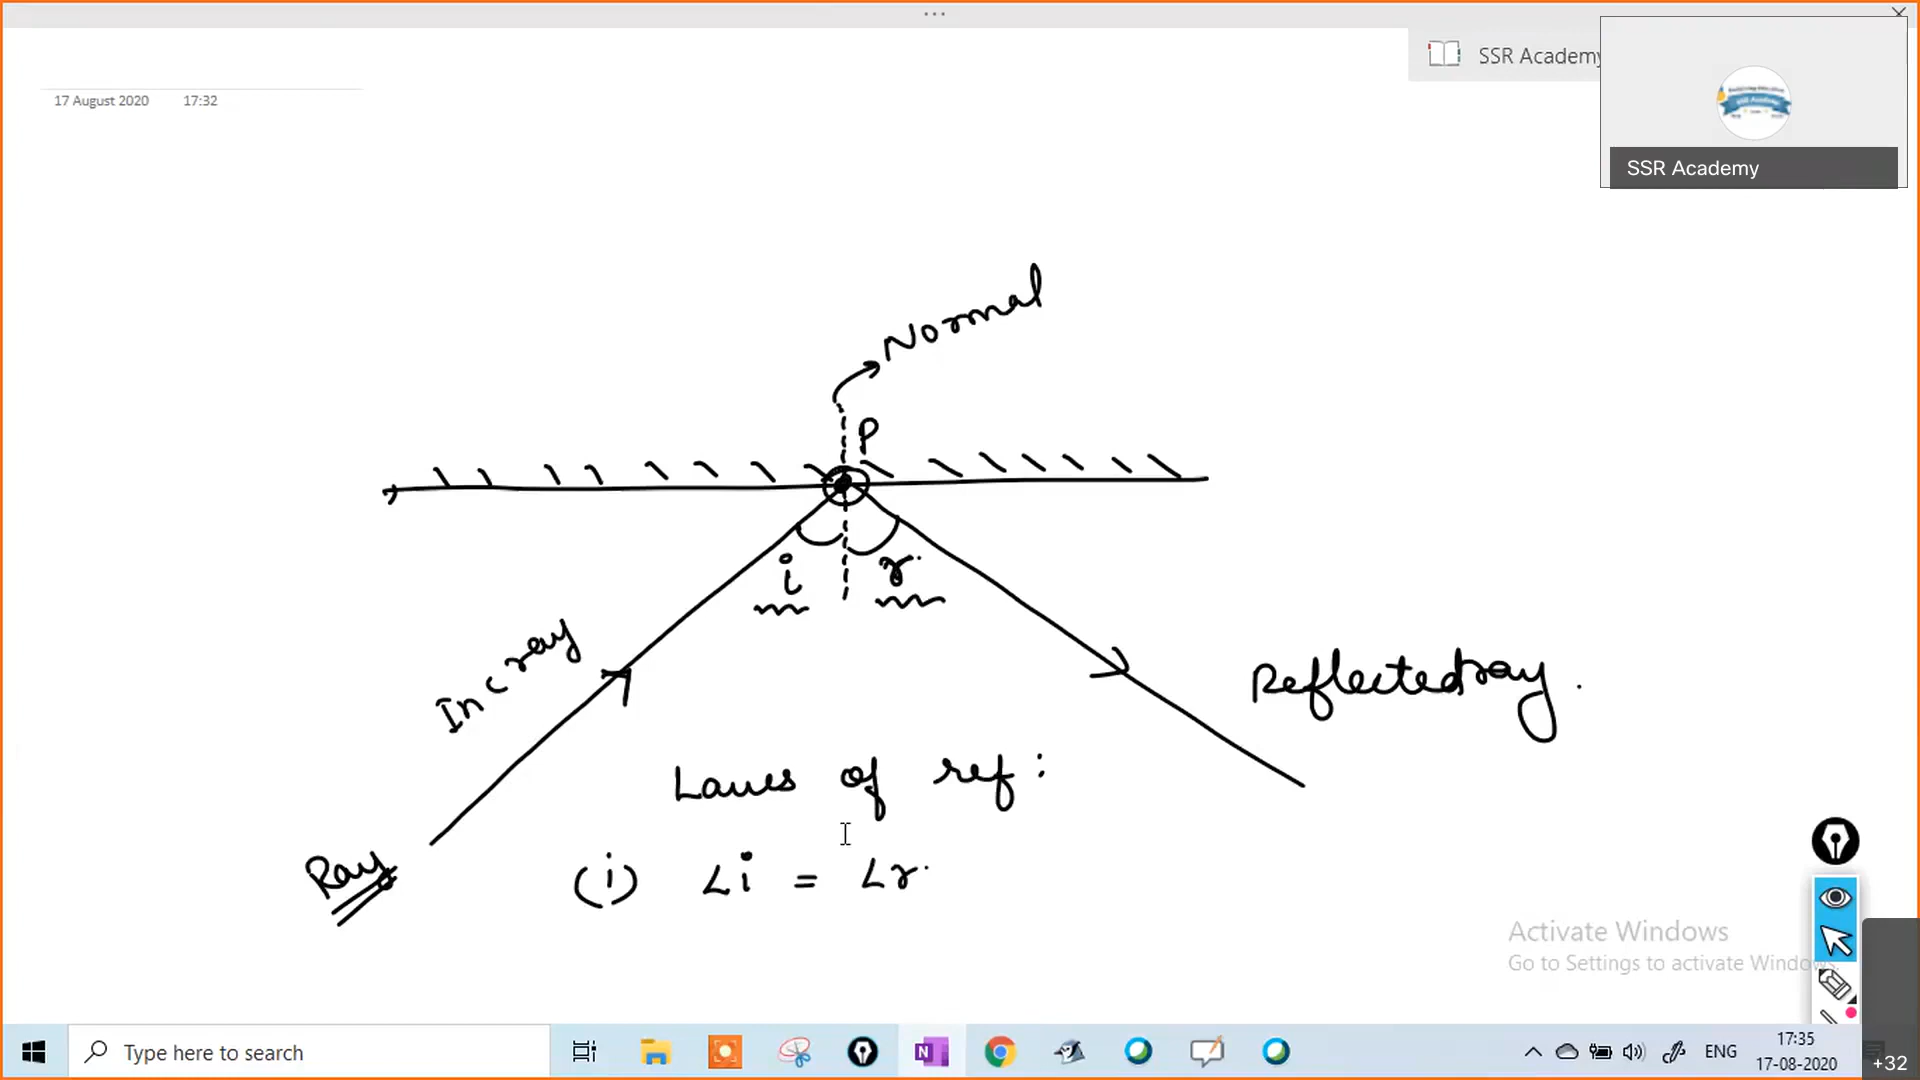 SSR Academy
SSR Academy
17 August 2020 17:32
Normal
P
i r
Inc ray
Reflected ray.
Laws of ref:
Ray
(i) ∠i = ∠r
Activate Windows
Go to Settings to activate Windows.
Type here to search
ENG
17:35
17-08-2020
+32